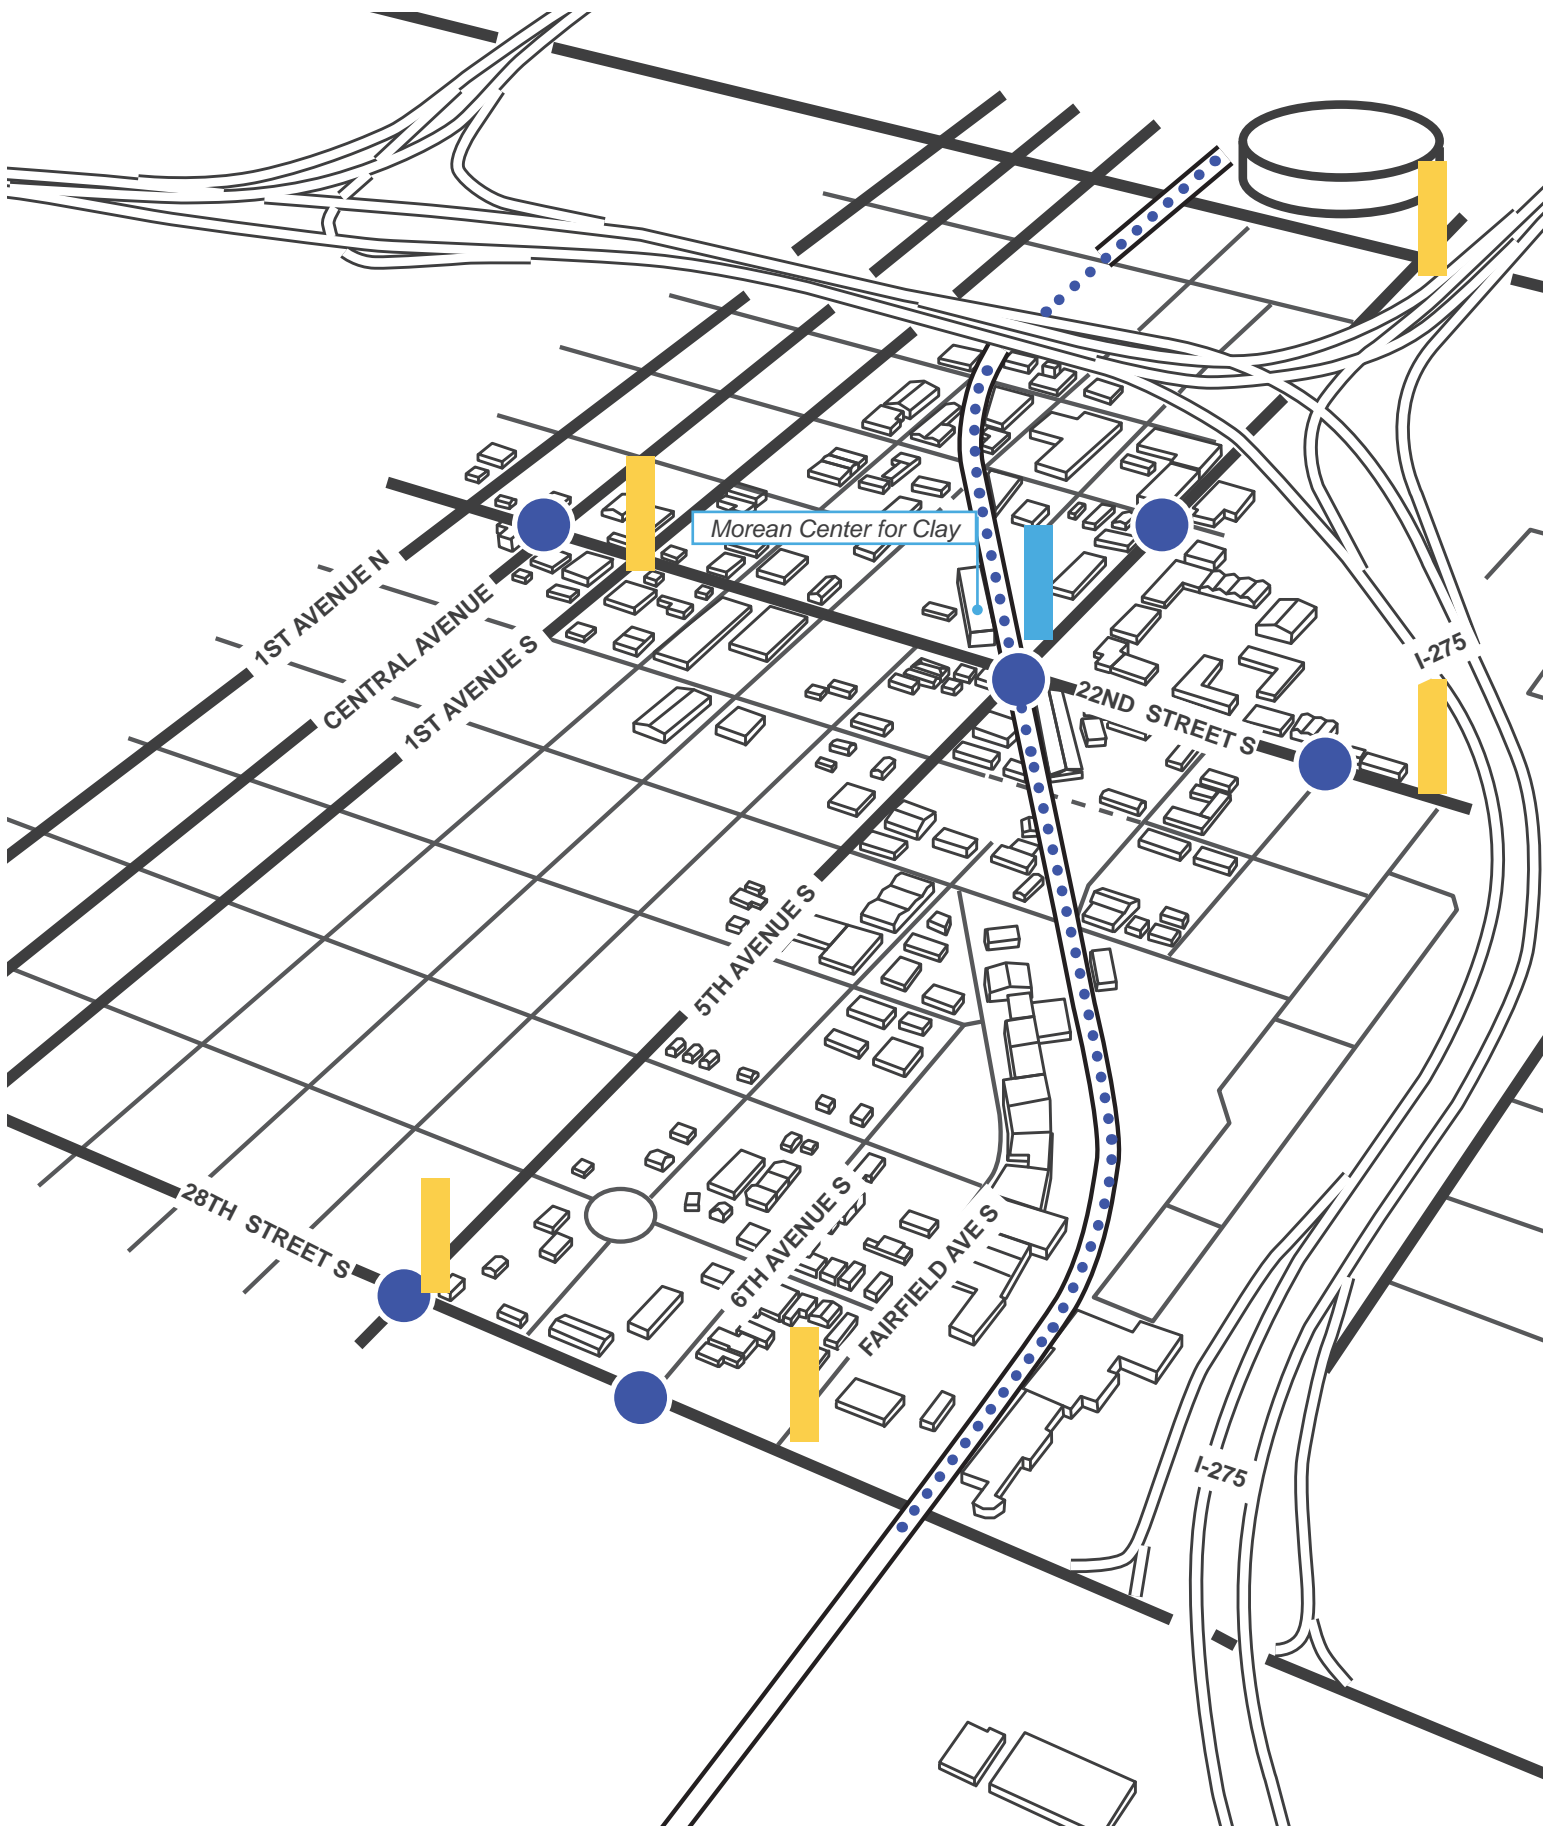 Morean Center for Clay
1ST AVENUE N
CENTRAL AVENUE
1ST AVENUE S
I-275
22ND STREET S
5TH AVENUE S
28TH STREET S
6TH AVENUE S
FAIRFIELD AVE S
I-275